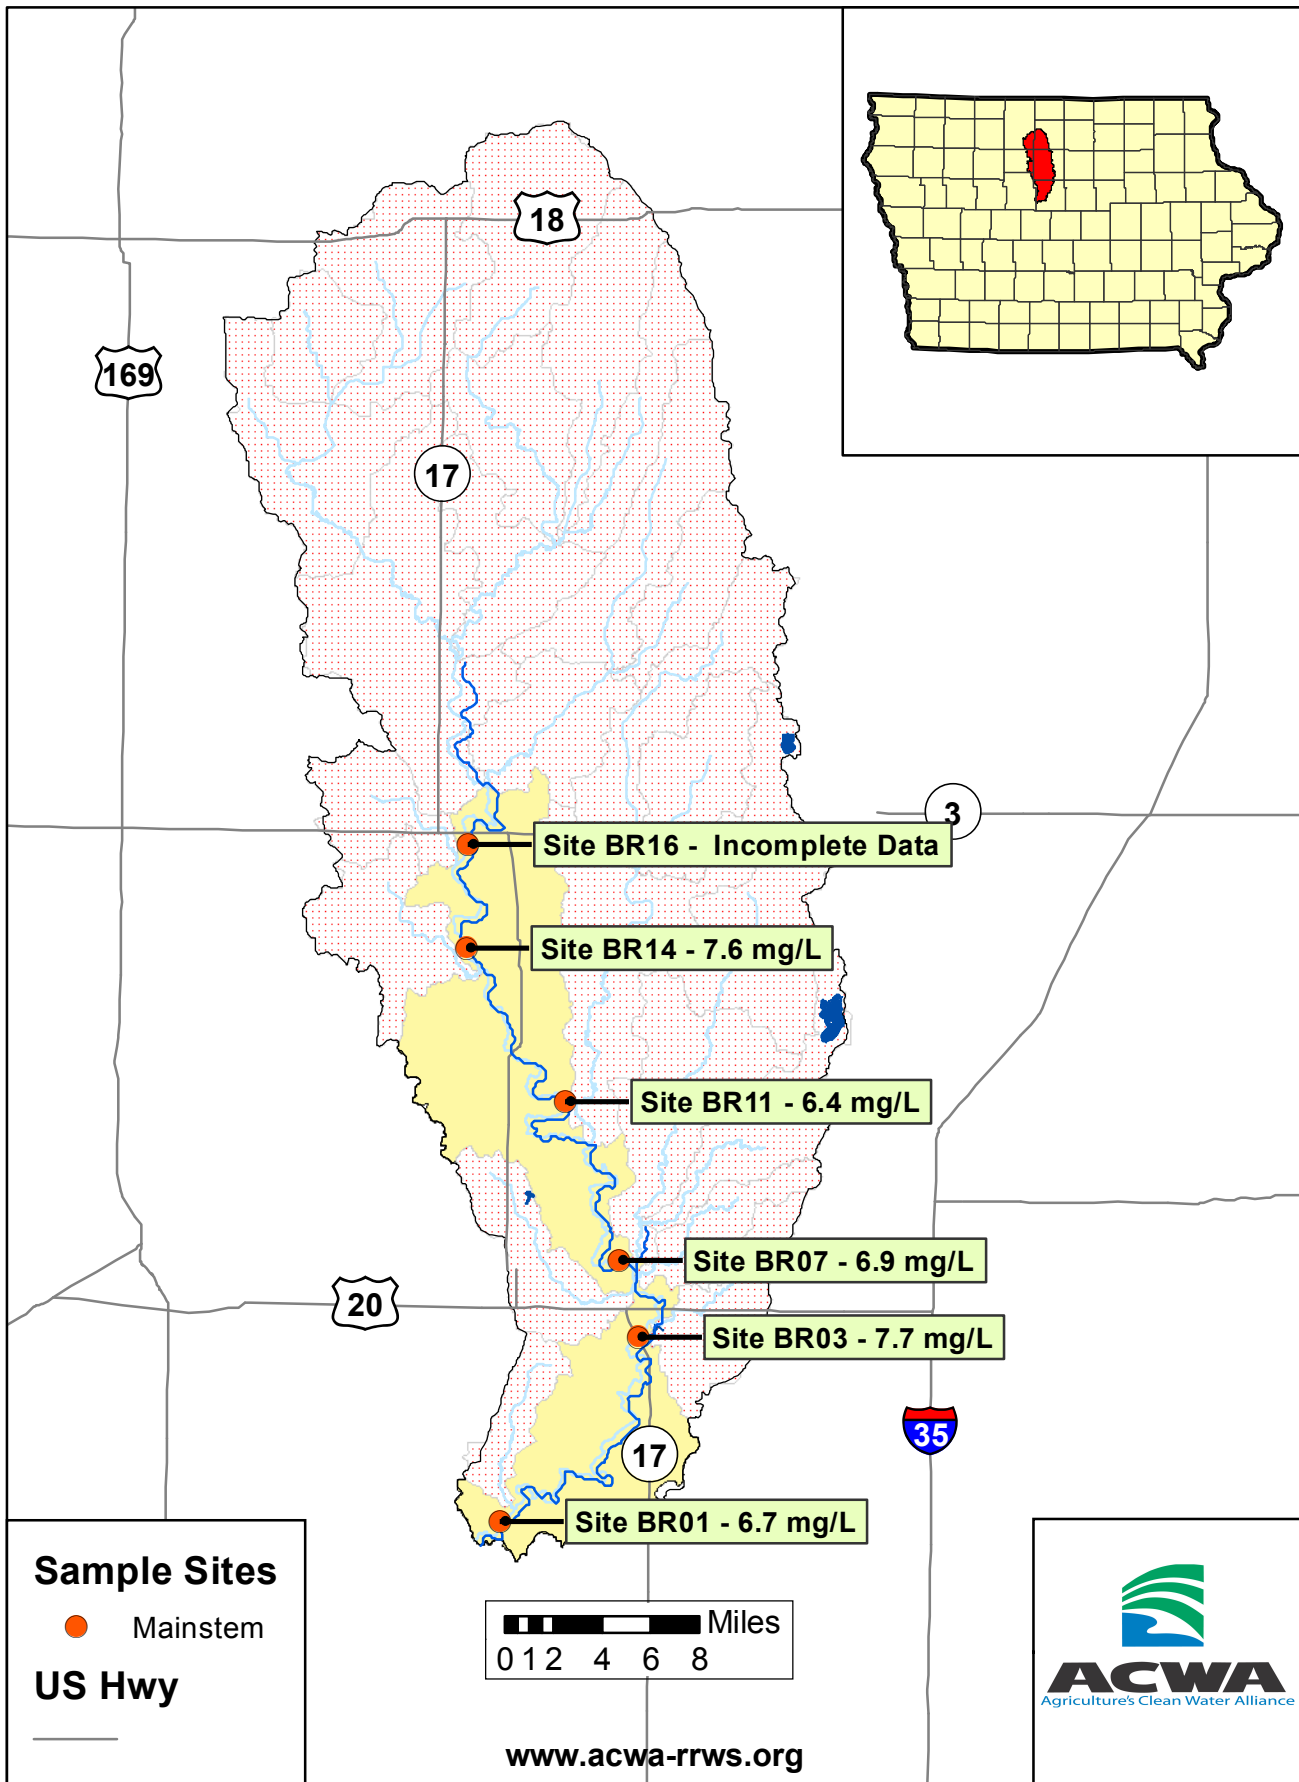 18
169
17
3
Site BR16 -  Incomplete Data
Site BR14 - 7.6 mg/L
Site BR11 - 6.4 mg/L
Site BR07 - 6.9 mg/L
20
Site BR03 - 7.7 mg/L
35
17
Site BR01 - 6.7 mg/L
Sample Sites
Mainstem
US Hwy
Miles
0 1 2 4 6 8
www.acwa-rrws.org
ACWA
Agriculture's Clean Water Alliance